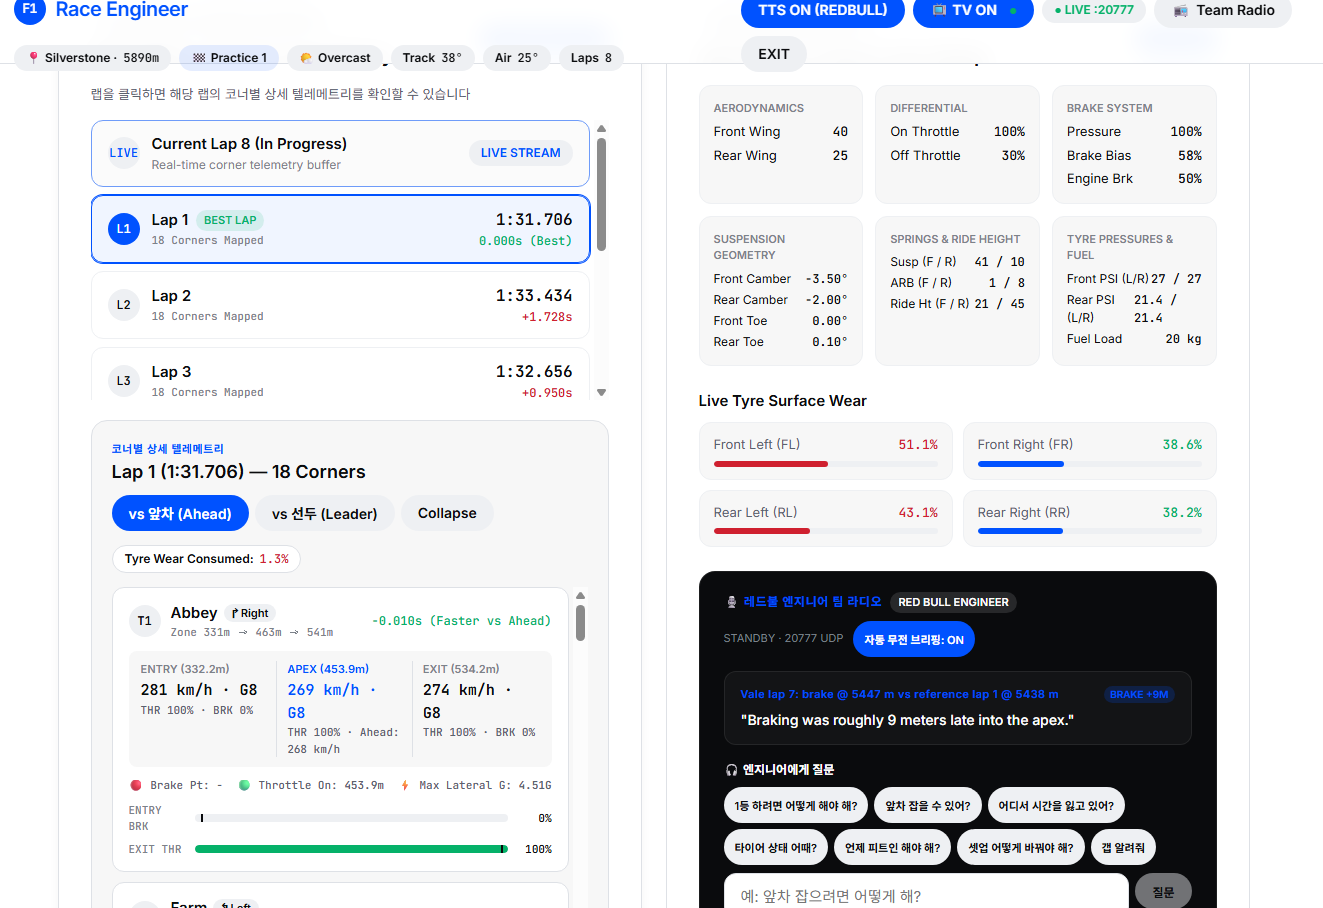 F1 Race Engineer
TTS ON (REDBULL)
TV ON
LIVE :20777
Team Radio
EXIT
Silverstone · 5890m
Practice 1
Overcast
Track 38°
Air 25°
Laps 8
랩을 클릭하면 해당 랩의 코너별 상세 텔레메트리를 확인할 수 있습니다
LIVE
Current Lap 8 (In Progress)
Real-time corner telemetry buffer
LIVE STREAM
L1
Lap 1 BEST LAP
18 Corners Mapped
1:31.706
0.000s (Best)
L2
Lap 2
18 Corners Mapped
1:33.434
+1.728s
L3
Lap 3
18 Corners Mapped
1:32.656
+0.950s
코너별 상세 텔레메트리
Lap 1 (1:31.706) — 18 Corners
vs 앞차 (Ahead)
vs 선두 (Leader)
Collapse
Tyre Wear Consumed: 1.3%
T1
Abbey
Right
Zone 331m → 463m → 541m
-0.010s (Faster vs Ahead)
ENTRY (332.2m)
281 km/h · G8
THR 100% · BRK 0%
APEX (453.9m)
269 km/h ·
G8
THR 100% · Ahead:
268 km/h
EXIT (534.2m)
274 km/h ·
G8
THR 100% · BRK 0%
Brake Pt: -
Throttle On: 453.9m
Max Lateral G: 4.51G
ENTRY
BRK
0%
EXIT THR
100%
Farm
Left
AERODYNAMICS
Front Wing 40
Rear Wing 25
DIFFERENTIAL
On Throttle 100%
Off Throttle 30%
BRAKE SYSTEM
Pressure 100%
Brake Bias 58%
Engine Brk 50%
SUSPENSION
GEOMETRY
Front Camber -3.50°
Rear Camber -2.00°
Front Toe 0.00°
Rear Toe 0.10°
SPRINGS & RIDE HEIGHT
Susp (F / R) 41 / 10
ARB (F / R) 1 / 8
Ride Ht (F / R) 21 / 45
TYRE PRESSURES &
FUEL
Front PSI (L/R) 27 / 27
Rear PSI 21.4 /
(L/R) 21.4
Fuel Load 20 kg
Live Tyre Surface Wear
Front Left (FL) 51.1%
Front Right (FR) 38.6%
Rear Left (RL) 43.1%
Rear Right (RR) 38.2%
레드불 엔지니어 팀 라디오
RED BULL ENGINEER
STANDBY · 20777 UDP
자동 무전 브리핑: ON
Vale lap 7: brake @ 5447 m vs reference lap 1 @ 5438 m
BRAKE +9M
"Braking was roughly 9 meters late into the apex."
엔지니어에게 질문
1등 하려면 어떻게 해야 해?
앞차 잡을 수 있어?
어디서 시간을 잃고 있어?
타이어 상태 어때?
언제 피트인 해야 해?
셋업 어떻게 바꿔야 해?
갭 알려줘
예: 앞차 잡으려면 어떻게 해?
질문